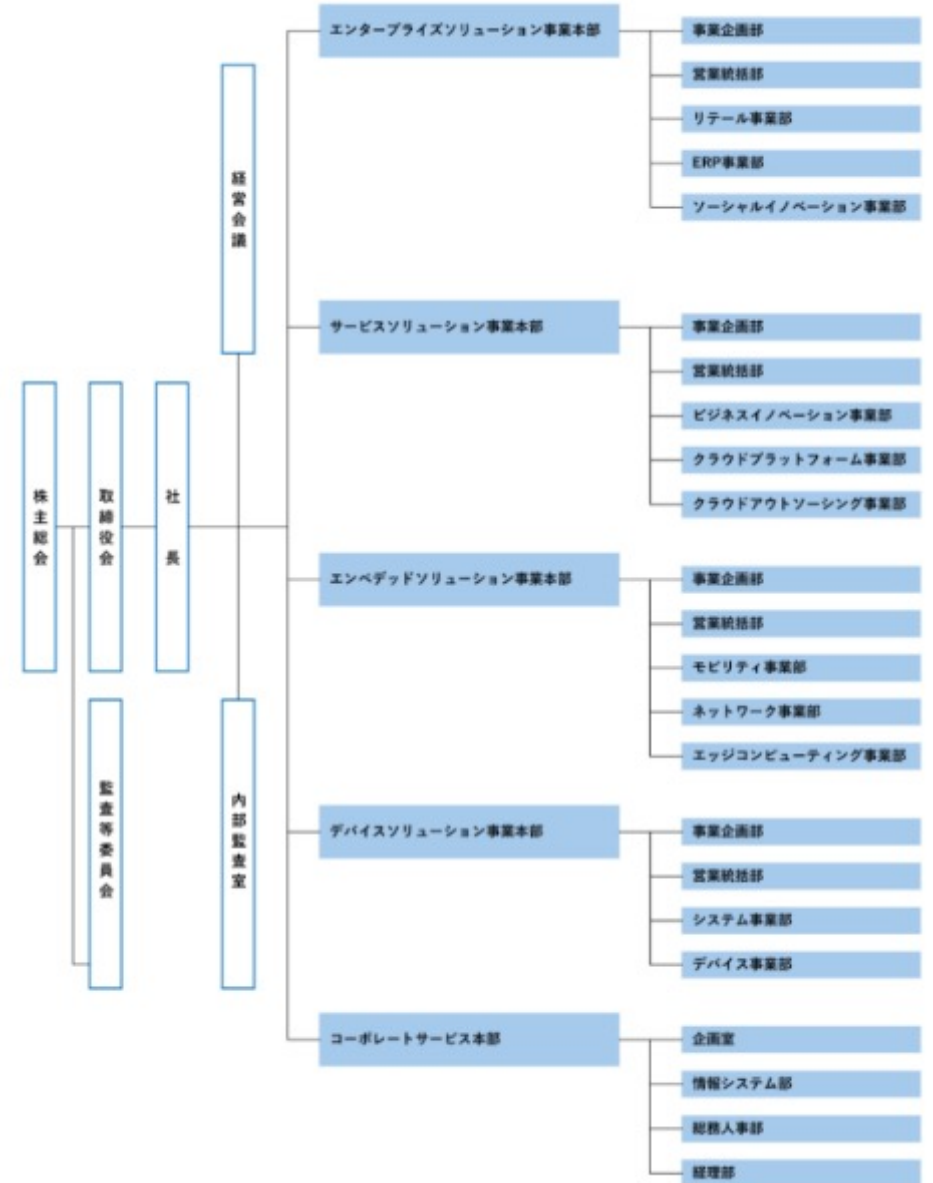 株主総会
取締役会
監査等委員会
社長
経営会議
内部監査室
エンタープライズソリューション事業本部
事業企画部
営業統括部
リテール事業部
ERP事業部
ソーシャルイノベーション事業部
サービスソリューション事業本部
事業企画部
営業統括部
ビジネスイノベーション事業部
クラウドプラットフォーム事業部
クラウドアウトソーシング事業部
エンベデッドソリューション事業本部
事業企画部
営業統括部
モビリティ事業部
ネットワーク事業部
エッジコンピューティング事業部
デバイスソリューション事業本部
事業企画部
営業統括部
システム事業部
デバイス事業部
コーポレートサービス本部
企画室
情報システム部
総務人事部
経理部